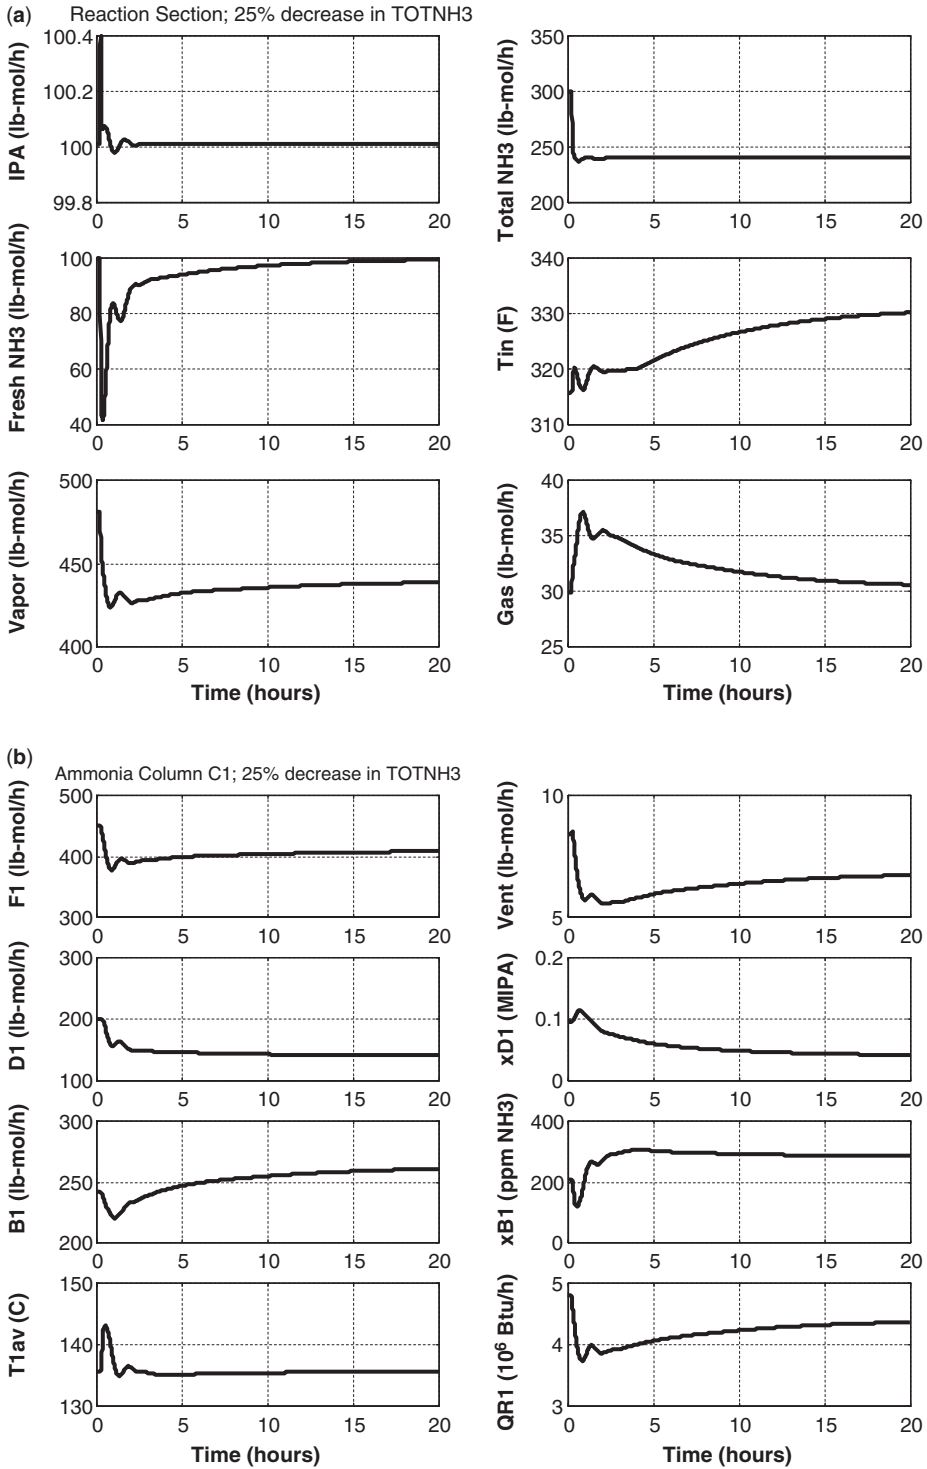 (a) Reaction Section; 25% decrease in TOTNH3
IPA (lb-mol/h)
100.4
100.2
100
99.8
0 5 10 15 20
Total NH3 (lb-mol/h)
350
300
250
200
0 5 10 15 20
Fresh NH3 (lb-mol/h)
100
80
60
40
0 5 10 15 20
Tin (F)
340
330
320
310
0 5 10 15 20
Vapor (lb-mol/h)
500
450
400
0 5 10 15 20
Time (hours)
Gas (lb-mol/h)
40
35
30
25
0 5 10 15 20
Time (hours)
(b)
Ammonia Column C1; 25% decrease in TOTNH3
F1 (lb-mol/h)
500
400
300
0 5 10 15 20
Vent (lb-mol/h)
10
5
0 5 10 15 20
D1 (lb-mol/h)
300
200
100
0 5 10 15 20
xD1 (MIPA)
0.2
0.1
0
0 5 10 15 20
B1 (lb-mol/h)
300
250
200
0 5 10 15 20
xB1 (ppm NH3)
400
200
0
0 5 10 15 20
T1av (C)
150
140
130
0 5 10 15 20
Time (hours)
QR1 (10⁶ Btu/h)
5
4
3
0 5 10 15 20
Time (hours)